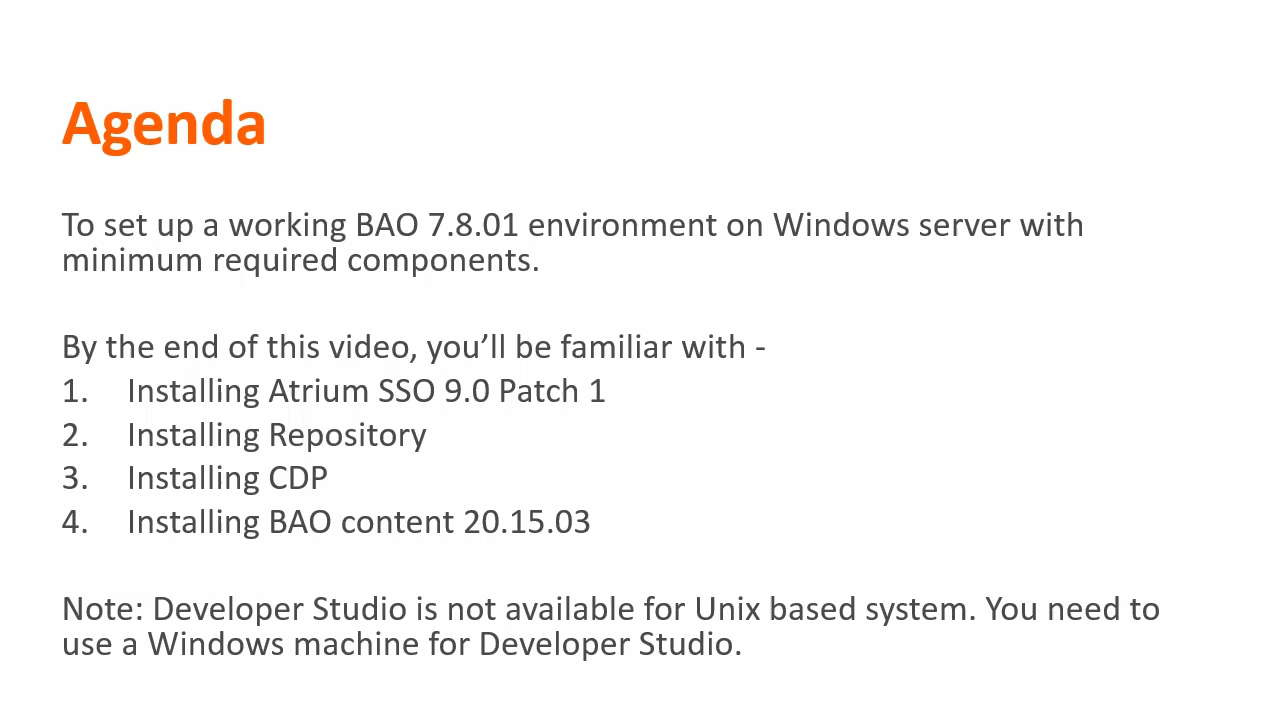 Agenda
To set up a working BAO 7.8.01 environment on Windows server with
minimum required components.
By the end of this video, you’ll be familiar with -
1. Installing Atrium SSO 9.0 Patch 1
2. Installing Repository
3. Installing CDP
4. Installing BAO content 20.15.03
Note: Developer Studio is not available for Unix based system. You need to
use a Windows machine for Developer Studio.